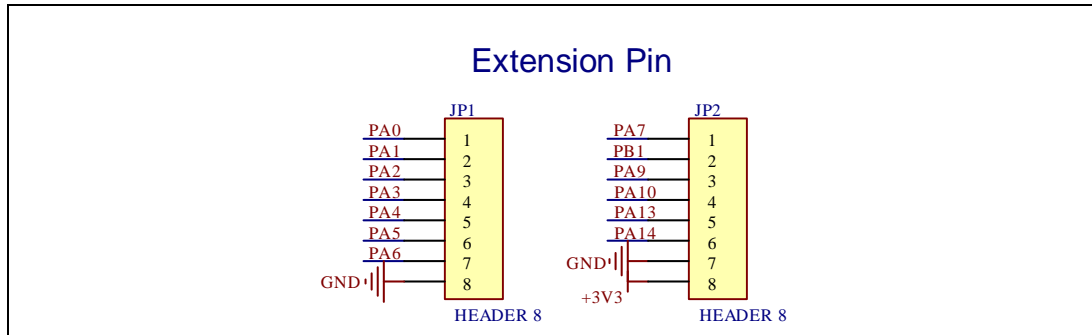 Extension Pin
JP1
PA0 1
PA1 2
PA2 3
PA3 4
PA4 5
PA5 6
PA6 7
GND 8
HEADER 8
JP2
PA7 1
PB1 2
PA9 3
PA10 4
PA13 5
PA14 6
GND 7
+3V3 8
HEADER 8